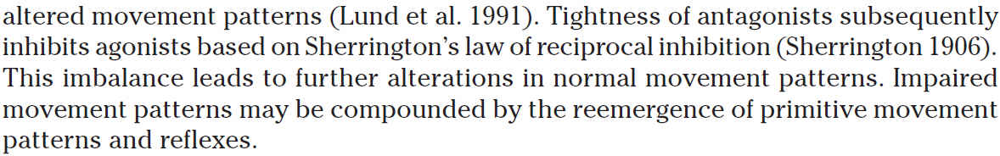 altered movement patterns (Lund et al. 1991). Tightness of antagonists subsequently
inhibits agonists based on Sherrington’s law of reciprocal inhibition (Sherrington 1906).
This imbalance leads to further alterations in normal movement patterns. Impaired
movement patterns may be compounded by the reemergence of primitive movement
patterns and reflexes.